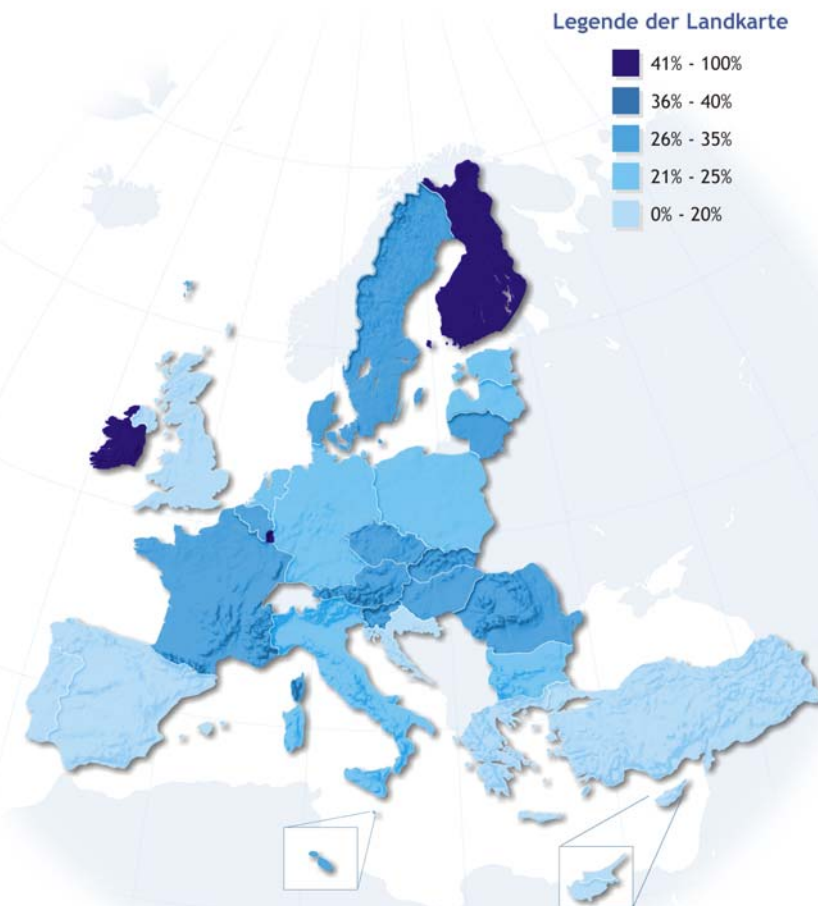 Legende der Landkarte
41% - 100%
36% - 40%
26% - 35%
21% - 25%
0% - 20%